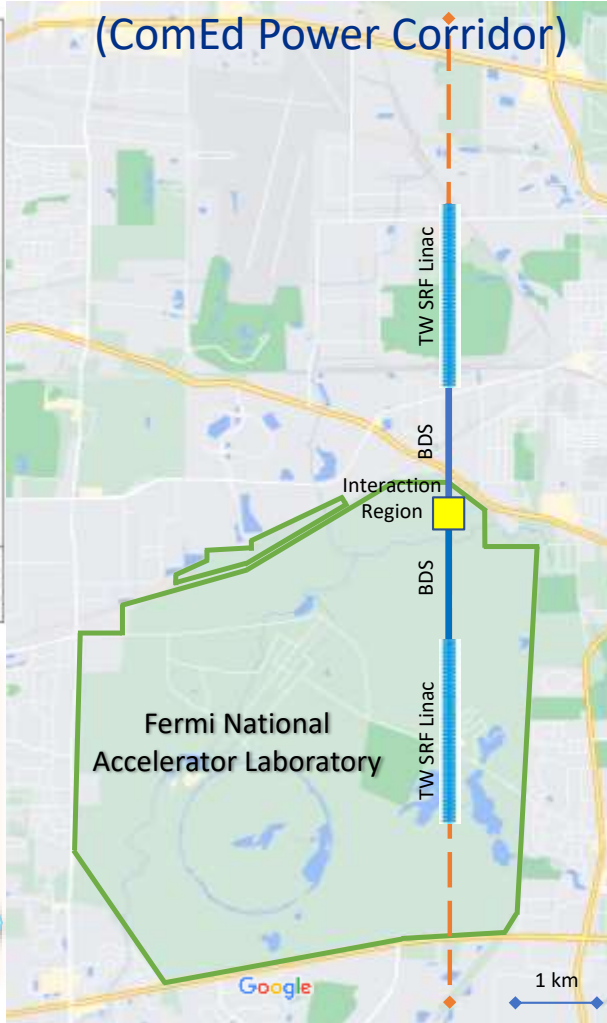 (ComEd Power Corridor)
TW SRF Linac
BDS
Interaction
Region
BDS
TW SRF Linac
Fermi National
Accelerator Laboratory
Google
1 km